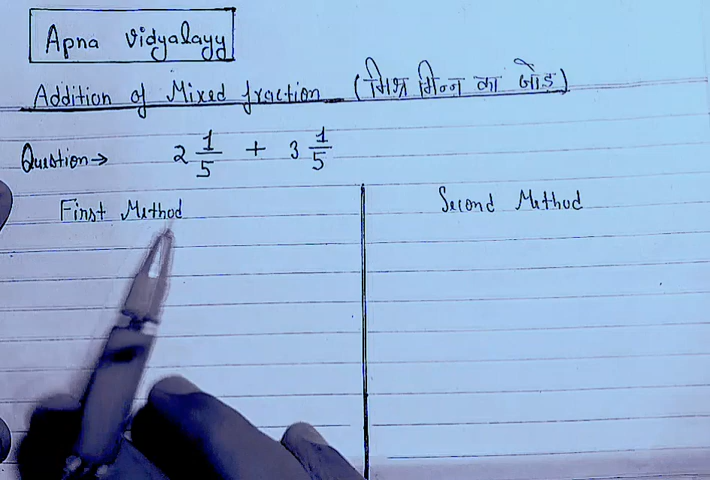 Apna Vidyalayy
Addition of Mixed fraction (मिश्र भिन्न का जोड़)
Question→ 2 1/5 + 3 1/5
First Method
Second Method